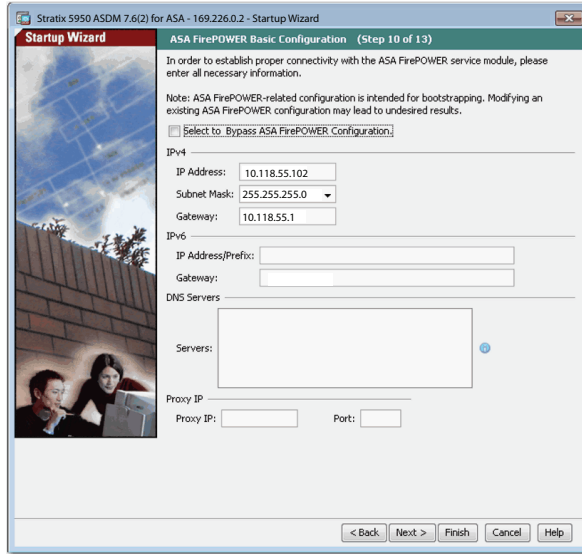 Stratix 5950 ASDM 7.6(2) for ASA - 169.226.0.2 - Startup Wizard
Startup Wizard
ASA FirePOWER Basic Configuration (Step 10 of 13)
In order to establish proper connectivity with the ASA FirePOWER service module, please
enter all necessary information.
Note: ASA FirePOWER-related configuration is intended for bootstrapping. Modifying an
existing ASA FirePOWER configuration may lead to undesired results.
Select to Bypass ASA FirePOWER Configuration.
IPv4
IP Address: 10.118.55.102
Subnet Mask: 255.255.255.0
Gateway: 10.118.55.1
IPv6
IP Address/Prefix:
Gateway:
DNS Servers
Servers:
Proxy IP
Proxy IP: Port:
< Back Next > Finish Cancel Help